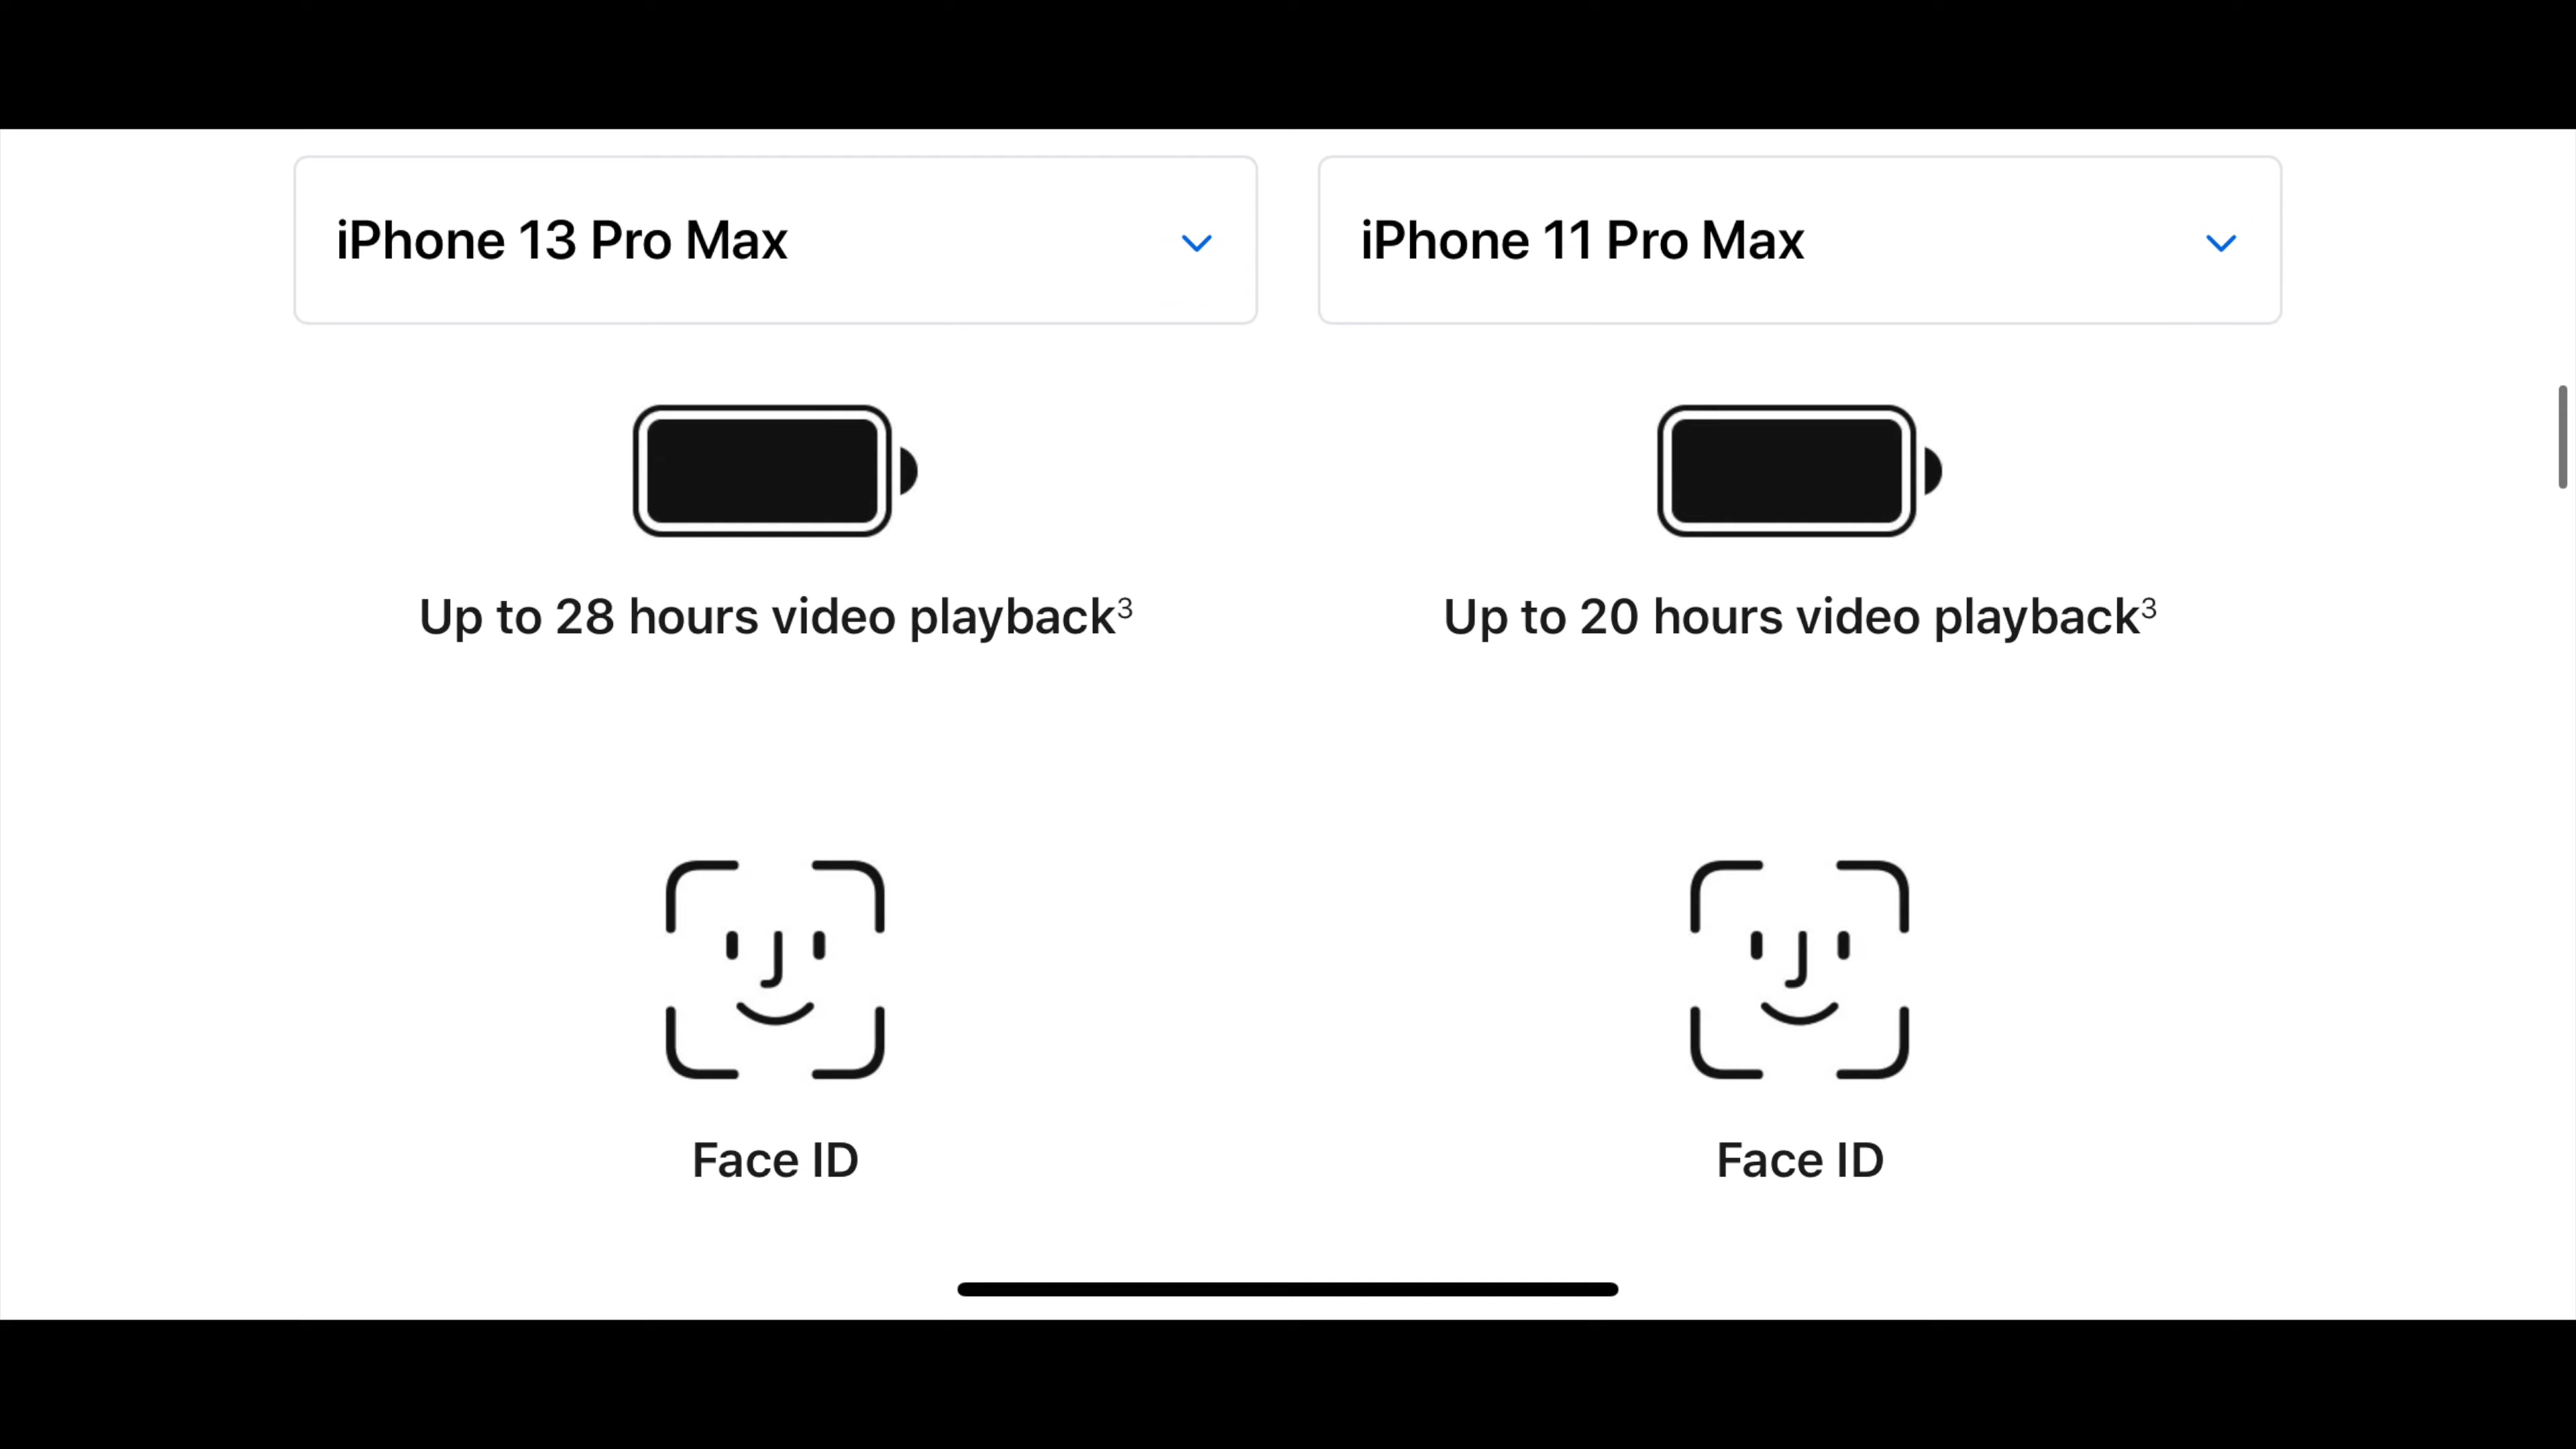 iPhone 13 Pro Max
iPhone 11 Pro Max
Up to 28 hours video playback³
Up to 20 hours video playback³
Face ID
Face ID